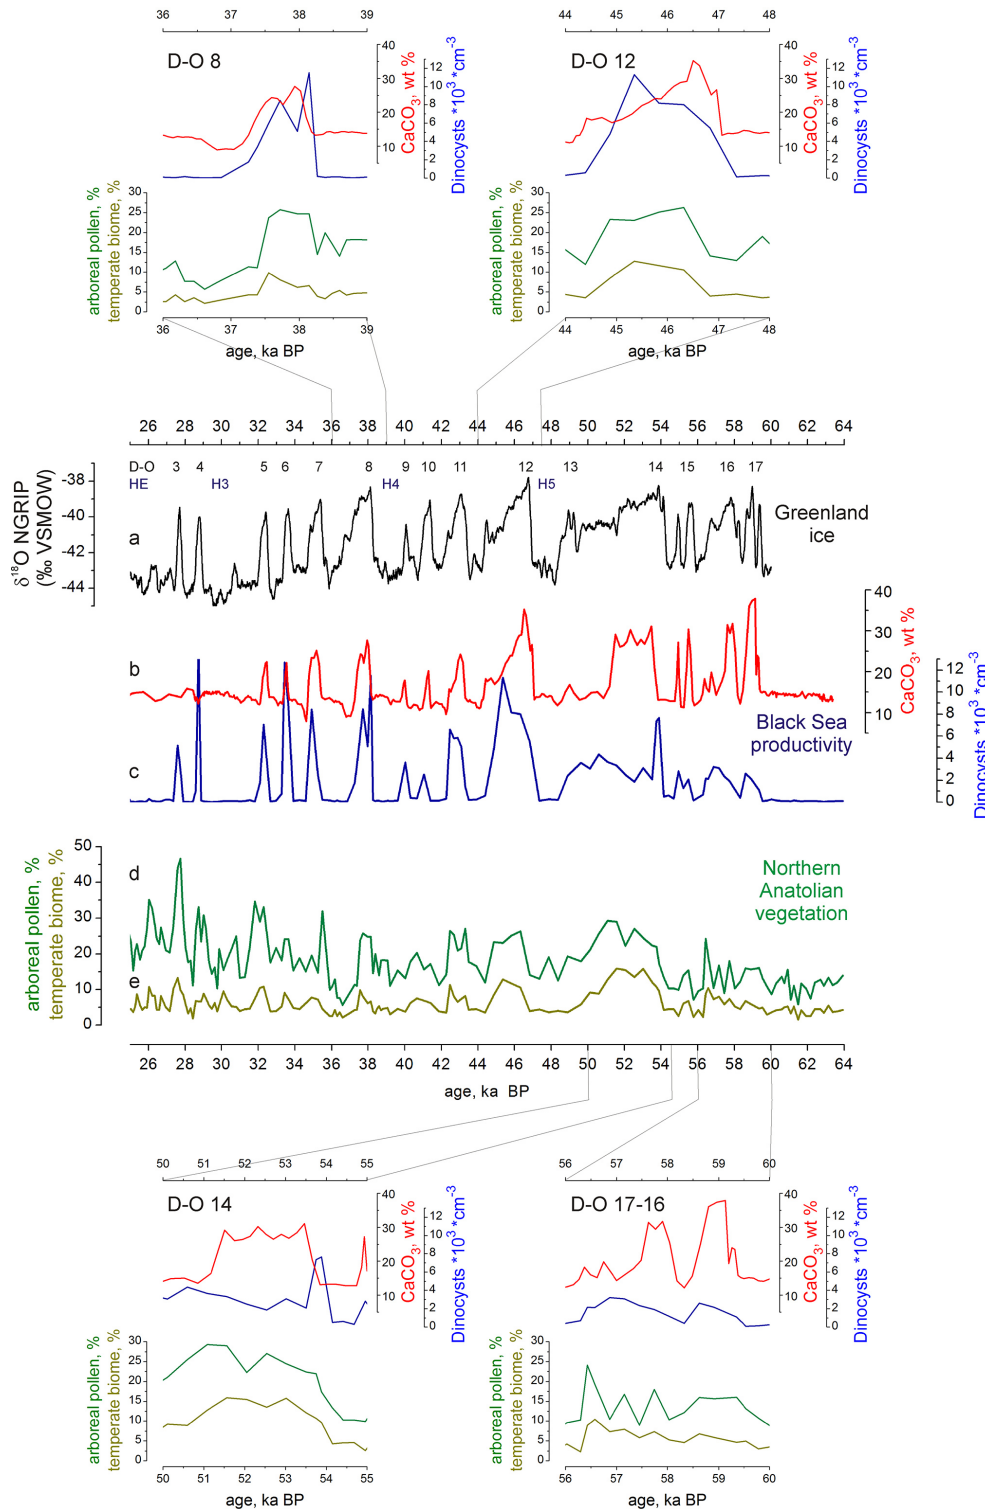 36 37 38 39
44 45 46 47 48
D-O 8
40
30
20
10
CaCO3, wt %
12
10
8
6
4
2
0
Dinocysts *10³ *cm-3
D-O 12
40
30
20
10
CaCO3, wt %
12
10
8
6
4
2
0
Dinocysts *10³ *cm-3
arboreal pollen, %
temperate biome, %
30
25
20
15
10
5
0
36 37 38 39
age, ka BP
arboreal pollen, %
temperate biome, %
30
25
20
15
10
5
0
44 45 46 47 48
age, ka BP
26 28 30 32 34 36 38 40 42 44 46 48 50 52 54 56 58 60 62 64
D-O 3 4 5 6 7 8 9 10 11 12 13 14 15 16 17
HE H3 H4 H5
δ18O NGRIP
(‰ VSMOW)
-38
-40
-42
-44
a
Greenland
ice
40
30
20
10
CaCO3, wt %
b
12
10
8
6
4
2
0
Dinocysts *10³ *cm-3
Black Sea
productivity
c
arboreal pollen, %
temperate biome, %
50
40
30
20
10
0
d
Northern
Anatolian
vegetation
e
26 28 30 32 34 36 38 40 42 44 46 48 50 52 54 56 58 60 62 64
age, ka BP
50 51 52 53 54 55
56 57 58 59 60
D-O 14
40
30
20
10
CaCO3, wt %
12
10
8
6
4
2
0
Dinocysts *10³ *cm-3
D-O 17-16
40
30
20
10
CaCO3, wt %
12
10
8
6
4
2
0
Dinocysts *10³ *cm-3
arboreal pollen, %
temperate biome, %
30
25
20
15
10
5
0
50 51 52 53 54 55
age, ka BP
arboreal pollen, %
temperate biome, %
30
25
20
15
10
5
0
56 57 58 59 60
age, ka BP